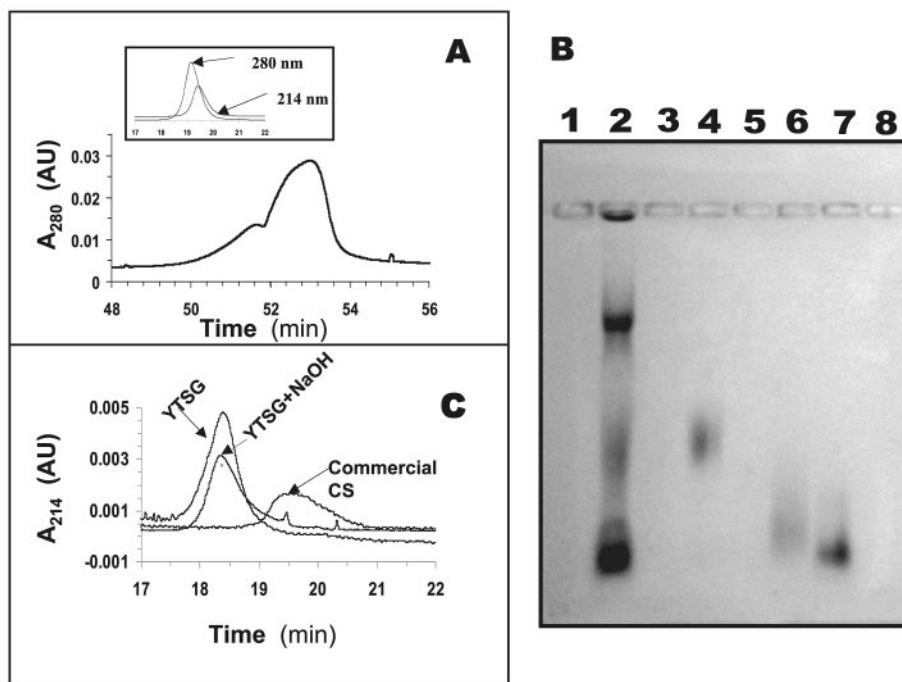 A
280 nm
214 nm
17 18 19 20 21 22
A280 (AU)
0.03
0.02
0.01
0
48 50 52 54 56
Time (min)
B
1 2 3 4 5 6 7 8
C
YTSG
YTSG+NaOH
Commercial
CS
A214 (AU)
0.005
0.003
0.001
-0.001
17 18 19 20 21 22
Time (min)